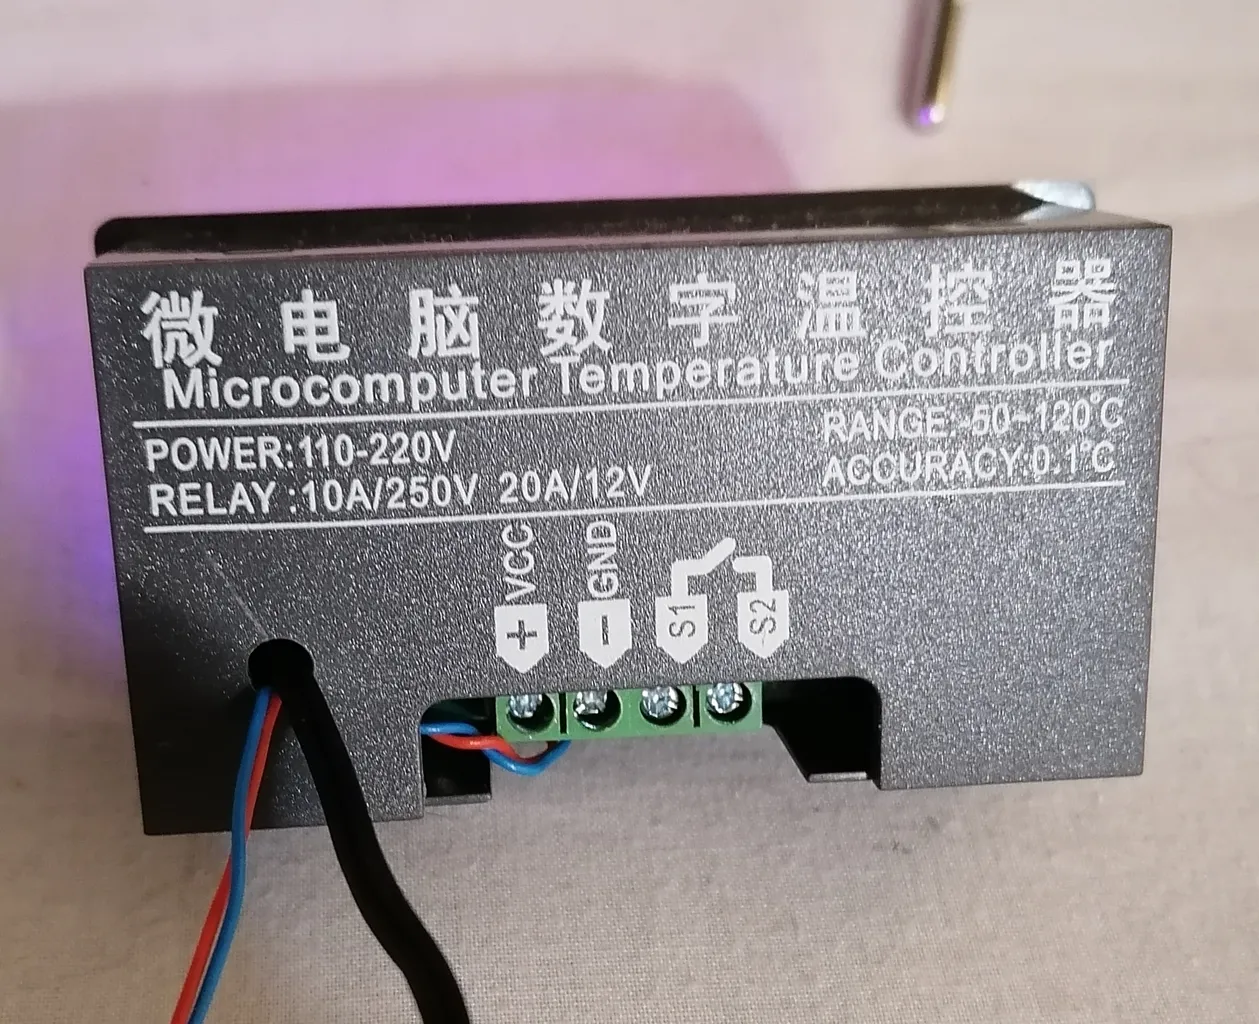 微电脑数字温控器
Microcomputer Temperature Controller
POWER:110-220V
RELAY :10A/250V 20A/12V
RANGE:-50~120°C
ACCURACY:0.1°C
VCC
GND
+
-
S1
S2